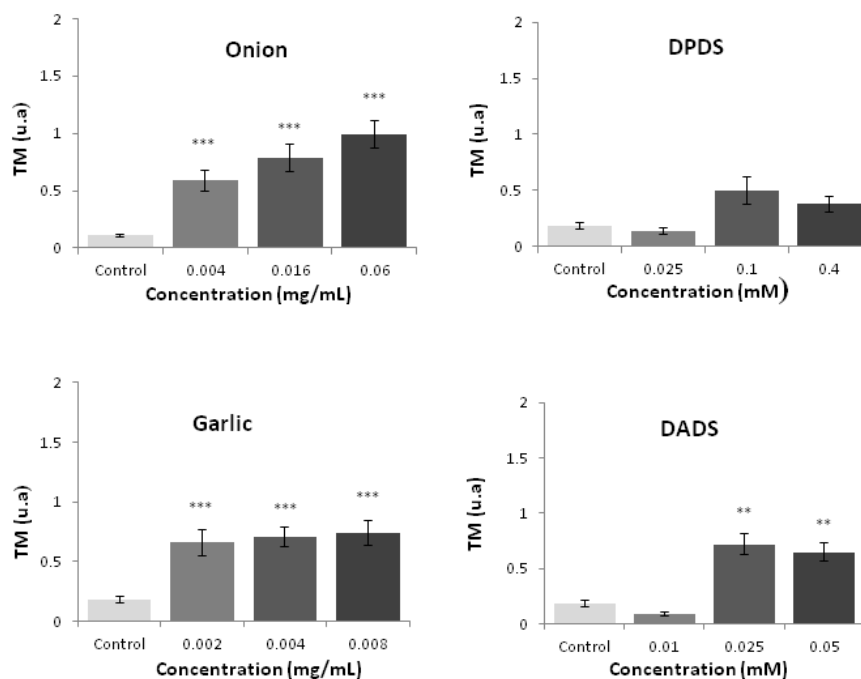 Onion
2
1.5
1
0.5
0
TM (u.a)
***
***
***
Control 0.004 0.016 0.06
Concentration (mg/mL)
DPDS
2
1.5
1
0.5
0
TM (u.a)
Control 0.025 0.1 0.4
Concentration (mM)
Garlic
2
1.5
1
0.5
0
TM (u.a)
***
***
***
Control 0.002 0.004 0.008
Concentration (mg/mL)
DADS
2
1.5
1
0.5
0
TM (u.a)
**
**
Control 0.01 0.025 0.05
Concentration (mM)